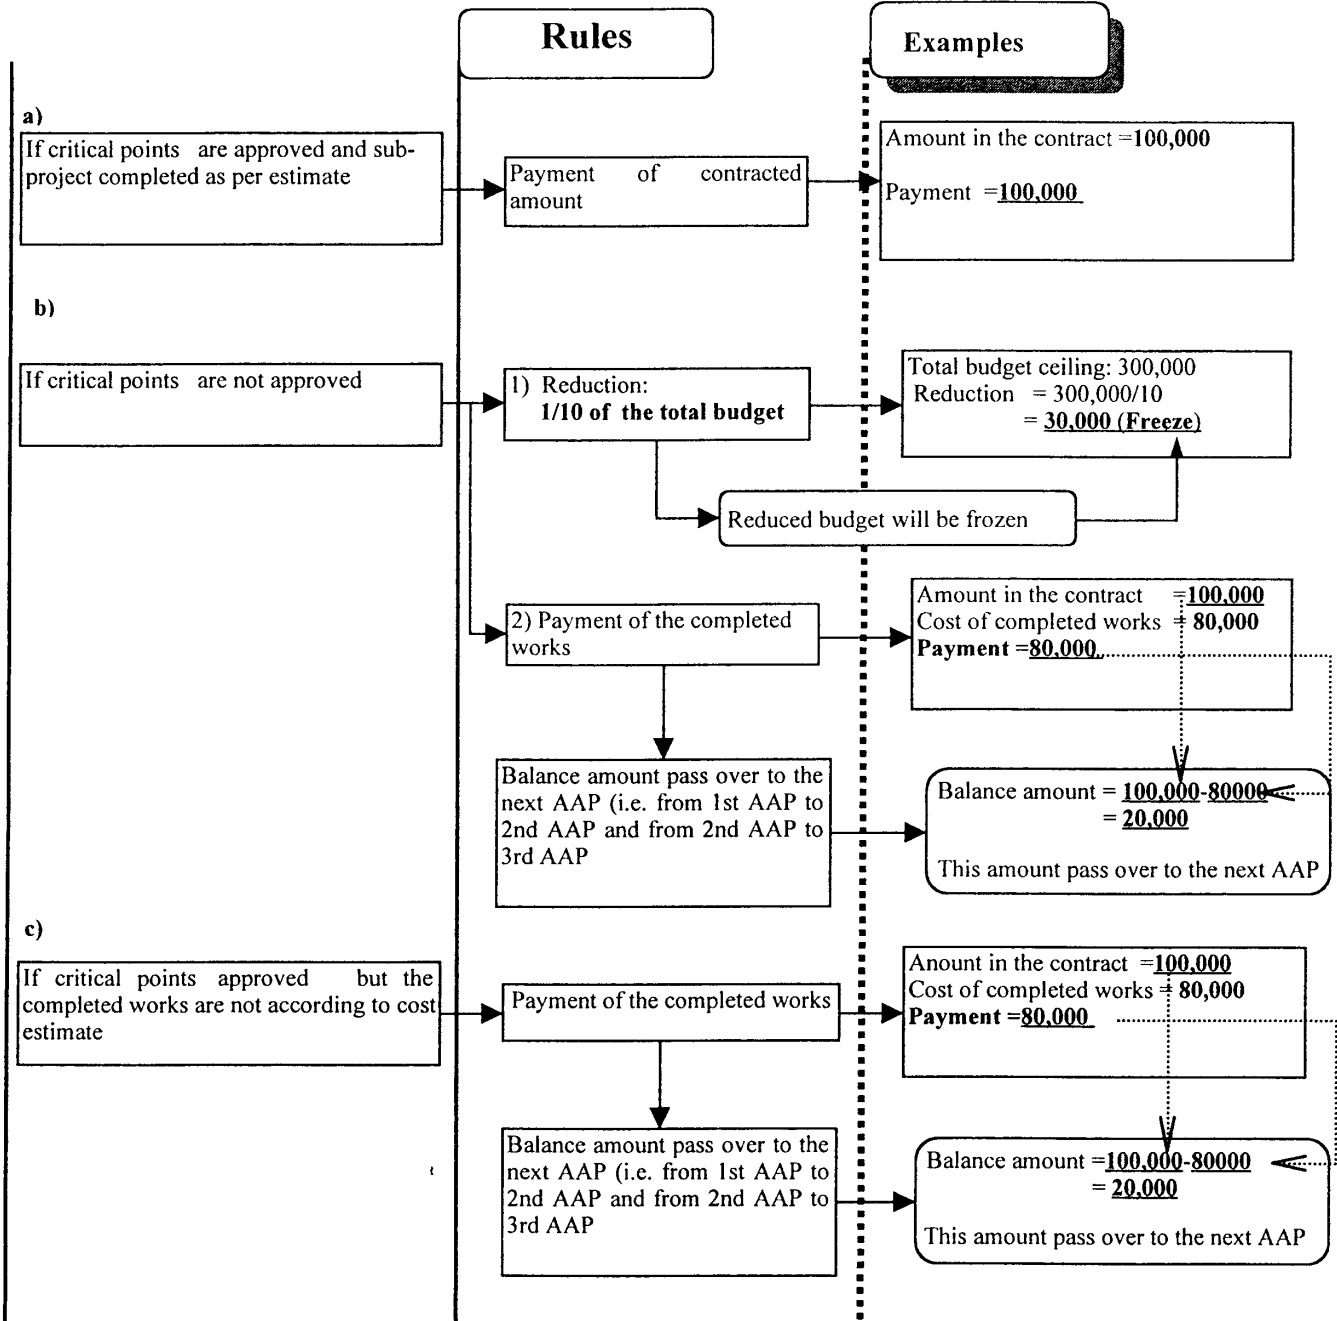 Rules
Examples
a)
If critical points are approved and sub-
project completed as per estimate
Payment of contracted
amount
Amount in the contract =100,000
Payment =100,000
b)
If critical points are not approved
1) Reduction:
1/10 of the total budget
Total budget ceiling: 300,000
Reduction = 300,000/10
= 30,000 (Freeze)
Reduced budget will be frozen
2) Payment of the completed
works
Amount in the contract =100,000
Cost of completed works = 80,000
Payment =80,000
Balance amount pass over to the
next AAP (i.e. from 1st AAP to
2nd AAP and from 2nd AAP to
3rd AAP
Balance amount = 100,000-80000
= 20,000
This amount pass over to the next AAP
c)
If critical points approved but the
completed works are not according to cost
estimate
Payment of the completed works
Anount in the contract =100,000
Cost of completed works = 80,000
Payment =80,000
Balance amount pass over to the
next AAP (i.e. from 1st AAP to
2nd AAP and from 2nd AAP to
3rd AAP
Balance amount =100,000-80000
= 20,000
This amount pass over to the next AAP